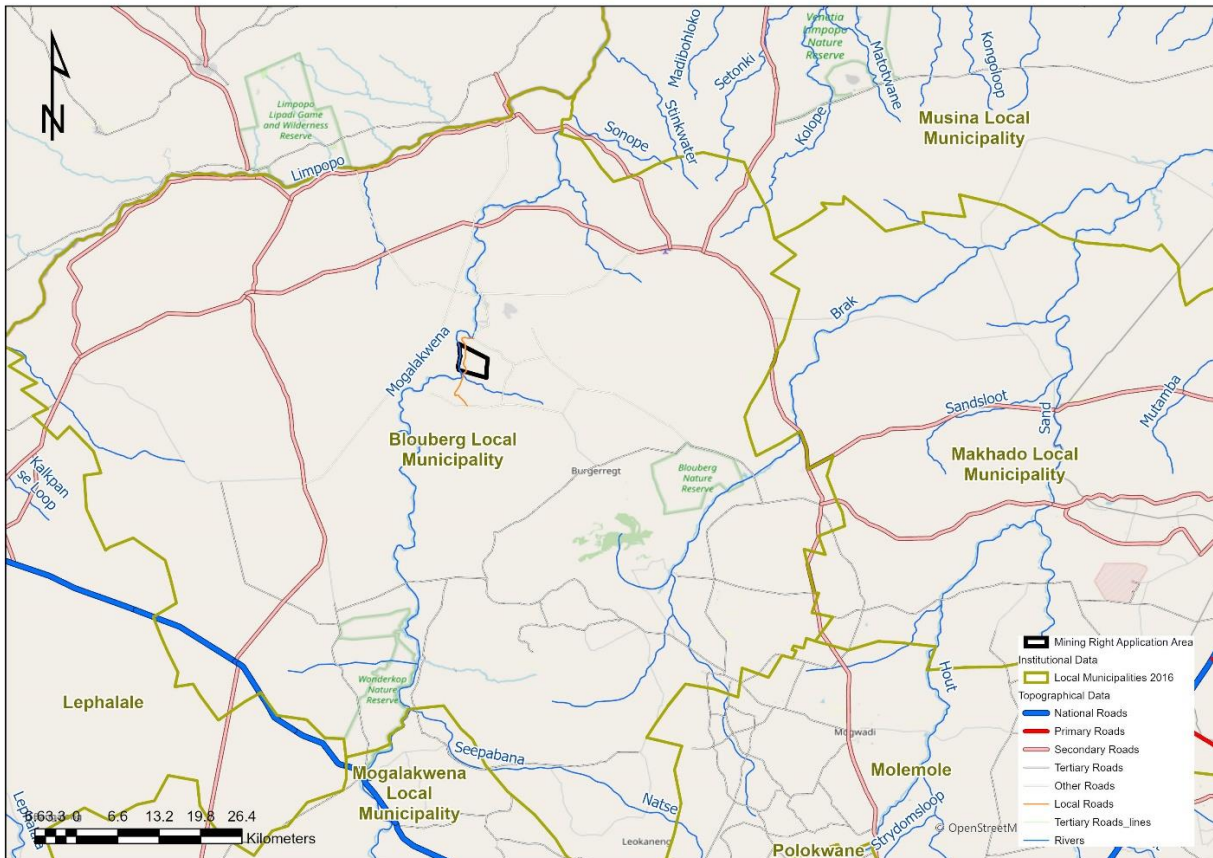 Venetia
Limpopo
Nature
Reserve
Madibohloko
Setonki
Matotwane
Kongoloop
N
Limpopo
Lipadi Game
and Wilderness
Reserve
Stinkwater
Sonope
Kolope
Musina Local
Municipality
Limpopo
Brak
Mogalakwena
Sandsloot
Sand
Mutamba
Blouberg Local
Municipality
Burgerregt
Blouberg
Nature
Reserve
Makhado Local
Municipality
Kalkpan
se Loop
Wonderkop
Nature
Reserve
Lephalale
Hout
Seepabana
Mogwadi
Mogalakwena
Local
Municipality
Natse
Molemole
Strydomsloop
Leokaneng
Polokwane
6.6 13.2 19.8 26.4
Kilometers
Mining Right Application Area
Institutional Data
Local Municipalities 2016
Topographical Data
National Roads
Primary Roads
Secondary Roads
Tertiary Roads
Other Roads
Local Roads
Tertiary Roads_lines
Rivers
© OpenStreetM